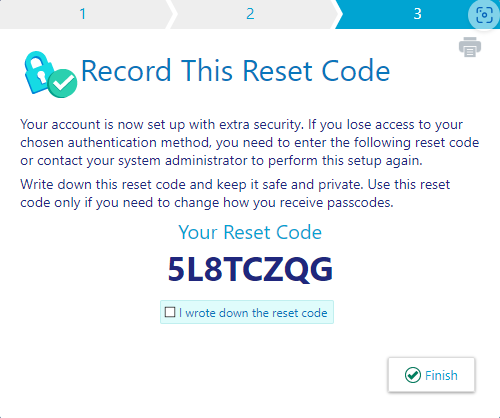 1 2 3
Record This Reset Code
Your account is now set up with extra security. If you lose access to your
chosen authentication method, you need to enter the following reset code
or contact your system administrator to perform this setup again.
Write down this reset code and keep it safe and private. Use this reset
code only if you need to change how you receive passcodes.
Your Reset Code
5L8TCZQG
I wrote down the reset code
Finish